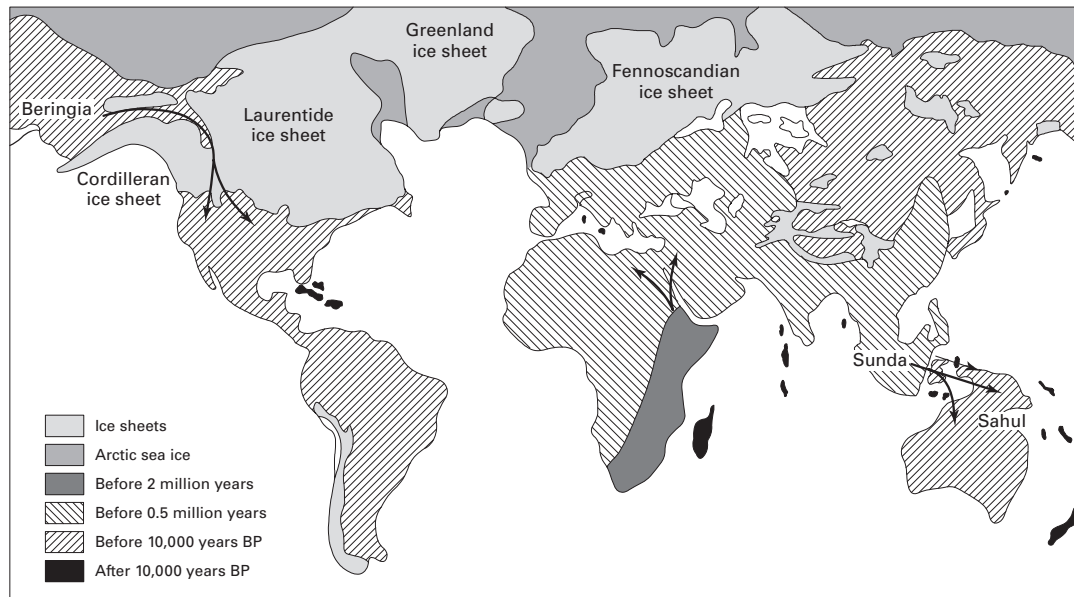 Greenland
ice sheet
Fennoscandian
ice sheet
Beringia
Laurentide
ice sheet
Cordilleran
ice sheet
Sunda
Sahul
Ice sheets
Arctic sea ice
Before 2 million years
Before 0.5 million years
Before 10,000 years BP
After 10,000 years BP